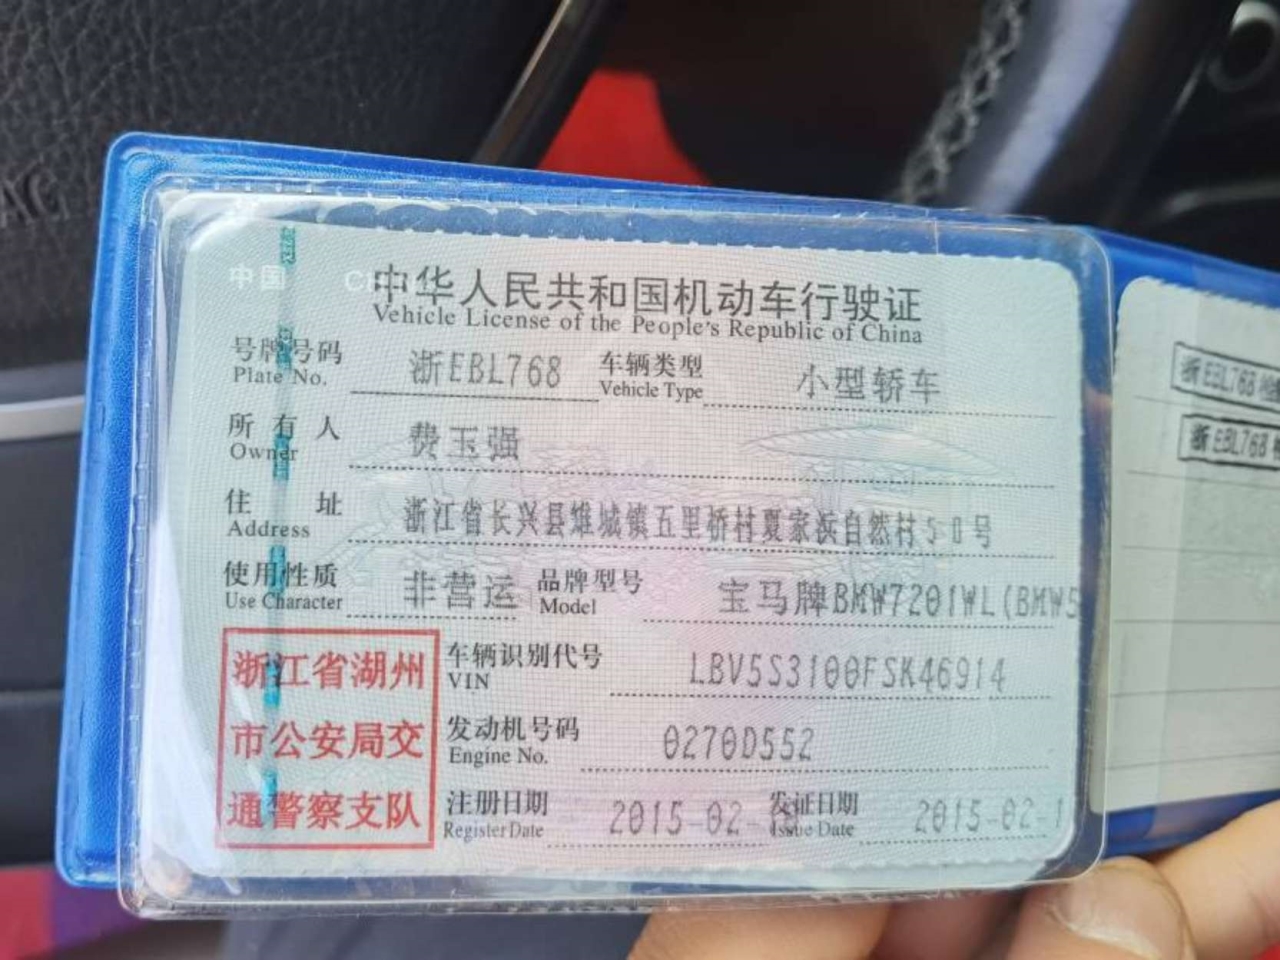 中国
中华人民共和国机动车行驶证
Vehicle License of the People's Republic of China
号牌号码 浙EBL768 车辆类型 小型轿车
Plate No. Vehicle Type
所有人 费玉强
Owner
住址 浙江省长兴县雉城镇五里桥村夏家浜自然村50号
Address
使用性质 非营运 品牌型号 宝马牌BMW7201WL(BMW5
Use Character Model
浙江省湖州
市公安局交
通警察支队
车辆识别代号 LBV5S3100FSK46914
VIN
发动机号码 0270D552
Engine No.
注册日期 2015-02- 发证日期 2015-02-1
Register Date Issue Date
浙EBL768
浙EBL768